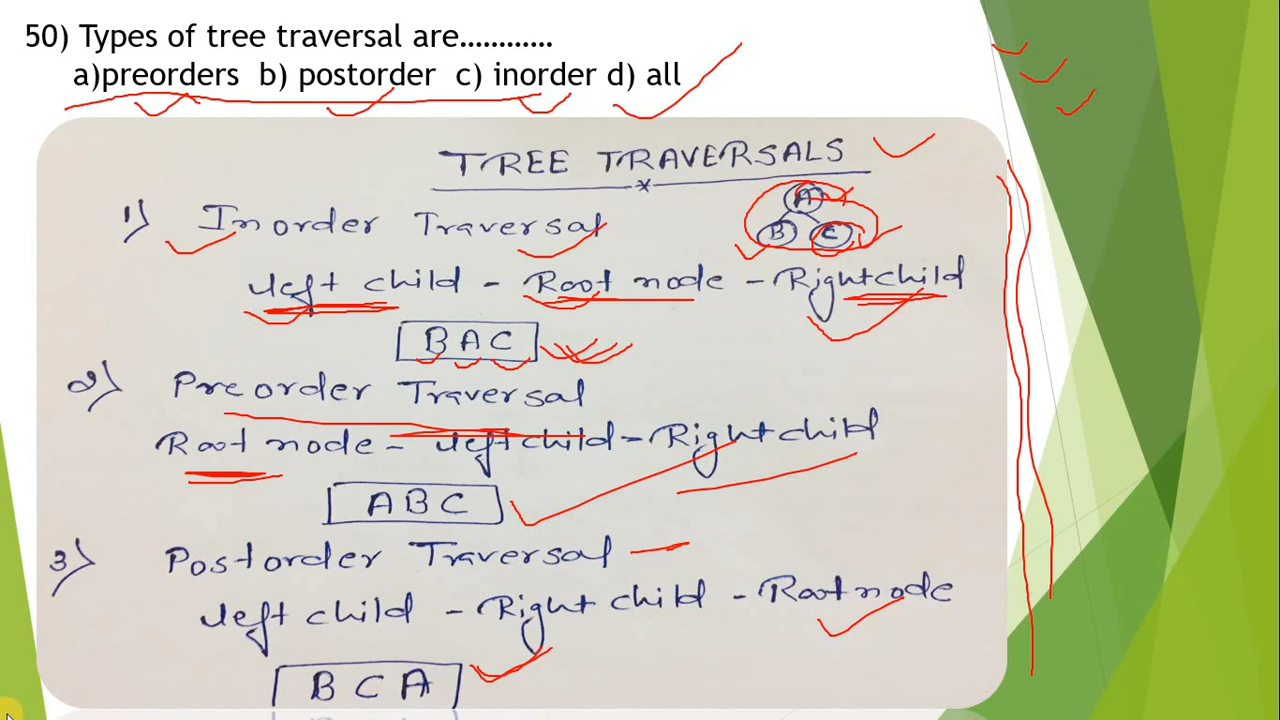 50) Types of tree traversal are............
a)preorders b) postorder c) inorder d) all
TREE TRAVERSALS
1) Inorder Traversal
A
B C
left child - Root node - Right child
BAC
2) Preorder Traversal
Root node - left child - Right child
ABC
3) Postorder Traversal
left child - Right child - Root node
BCA